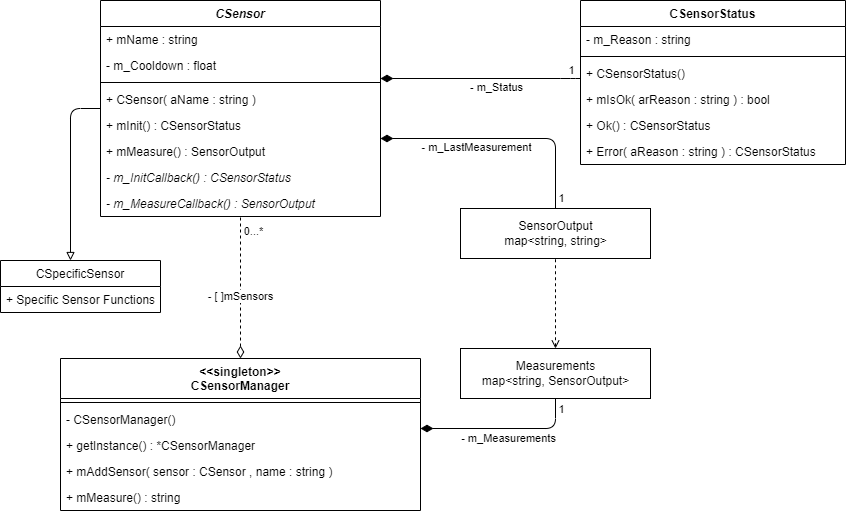 CSensor
+ mName : string
- m_Cooldown : float
+ CSensor( aName : string )
+ mInit() : CSensorStatus
+ mMeasure() : SensorOutput
- m_InitCallback() : CSensorStatus
- m_MeasureCallback() : SensorOutput
CSensorStatus
- m_Reason : string
+ CSensorStatus()
+ mIsOk( arReason : string ) : bool
+ Ok() : CSensorStatus
+ Error( aReason : string ) : CSensorStatus
1
- m_Status
- m_LastMeasurement
1
SensorOutput
map<string, string>
CSpecificSensor
+ Specific Sensor Functions
0...*
- [ ]mSensors
Measurements
map<string, SensorOutput>
1
- m_Measurements
<<singleton>>
CSensorManager
- CSensorManager()
+ getInstance() : *CSensorManager
+ mAddSensor( sensor : CSensor , name : string )
+ mMeasure() : string